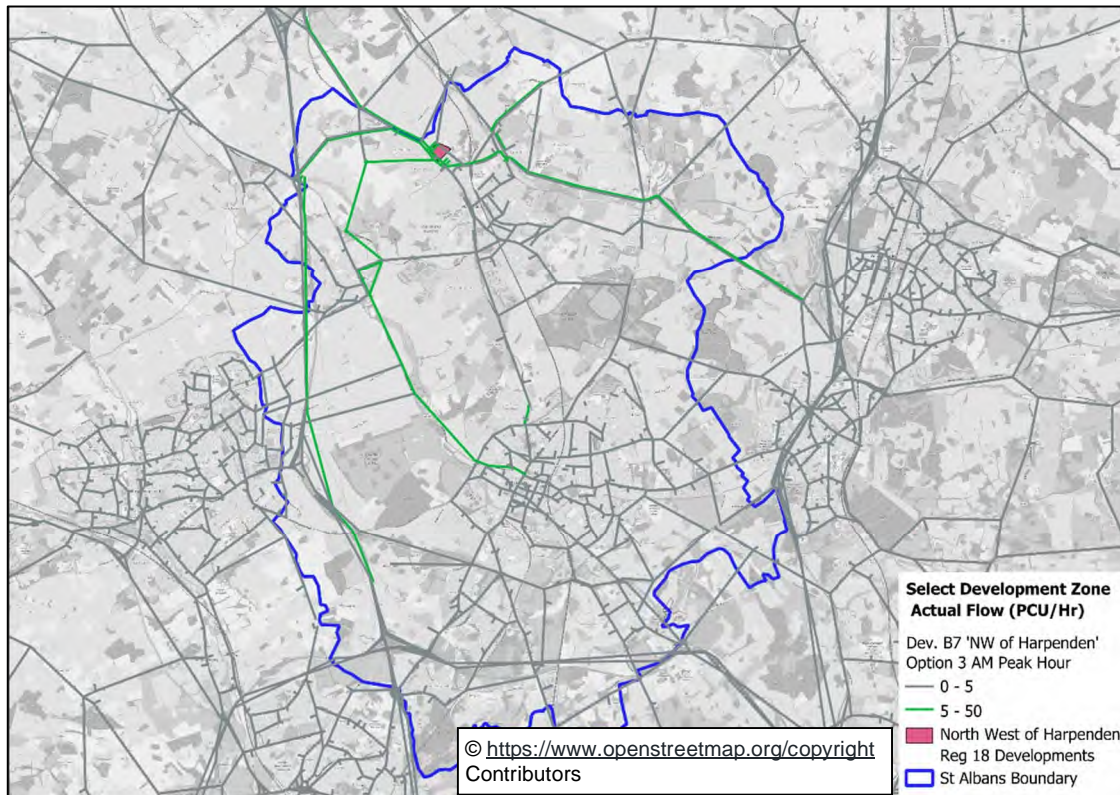 Select Development Zone
Actual Flow (PCU/Hr)
Dev. B7 'NW of Harpenden'
Option 3 AM Peak Hour
0 - 5
5 - 50
North West of Harpenden
Reg 18 Developments
St Albans Boundary
© https://www.openstreetmap.org/copyright
Contributors